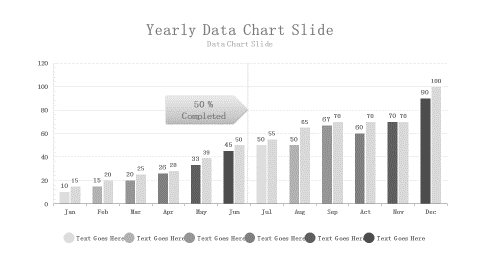 Yearly Data Chart Slide
Data Chart Slide
120
100
80
60
40
20
0
50 %
Completed
10 15 15 20 20 25 26 28 33 39 45 50 50 55 50 65 67 70 60 70 70 70 90 100
Jan Feb Mar Apr May Jun Jul Aug Sep Act Nov Dec
Text Goes Here Text Goes Here Text Goes Here Text Goes Here Text Goes Here Text Goes Here